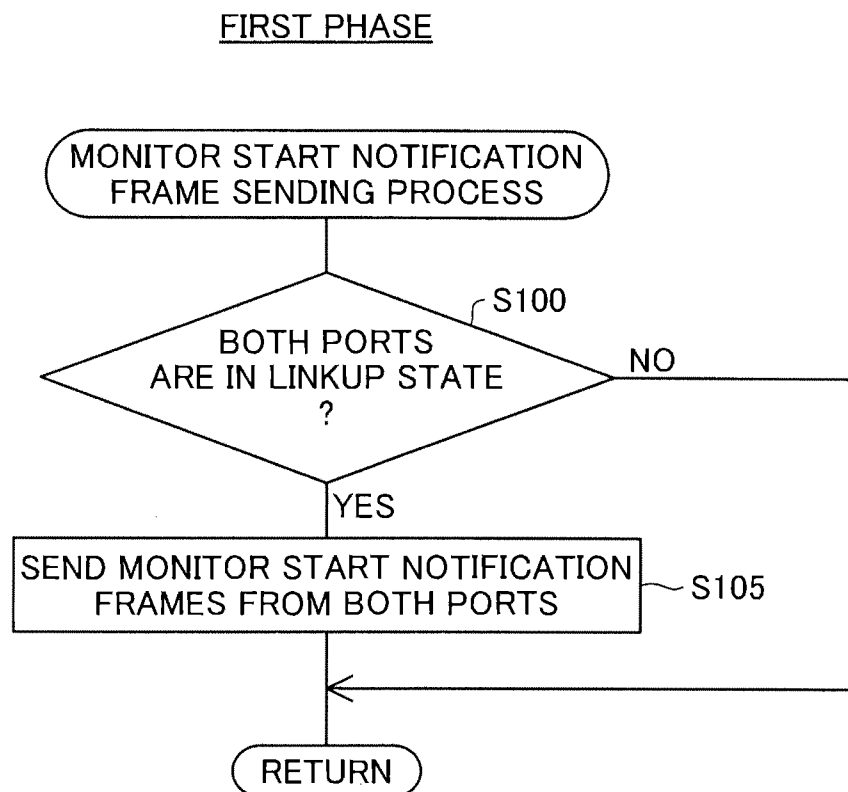 FIRST PHASE
MONITOR START NOTIFICATION
FRAME SENDING PROCESS
S100
BOTH PORTS
ARE IN LINKUP STATE
?
NO
YES
SEND MONITOR START NOTIFICATION
FRAMES FROM BOTH PORTS
S105
RETURN